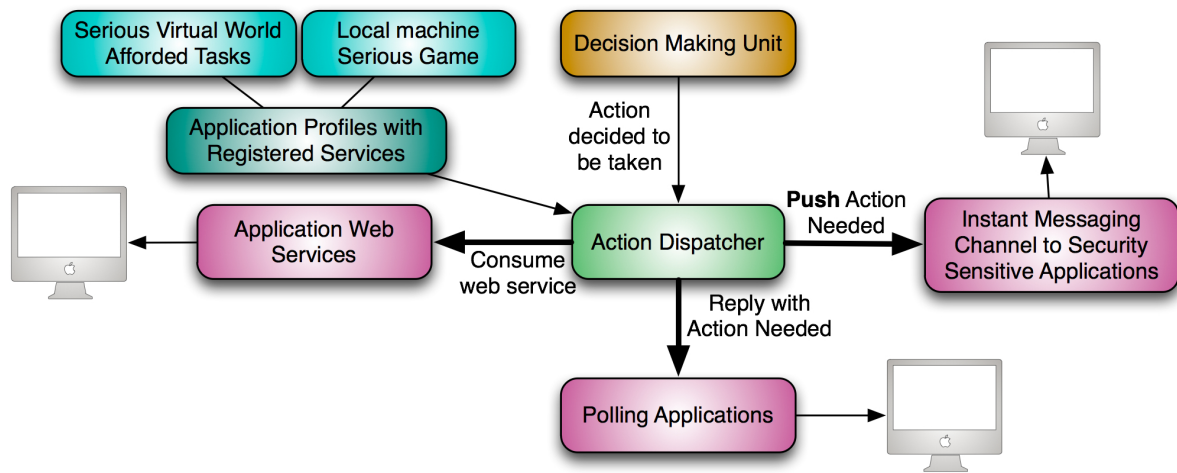 Serious Virtual World
Afforded Tasks
Local machine
Serious Game
Decision Making Unit
Application Profiles with
Registered Services
Action
decided to
be taken
Push Action
Needed
Application Web
Services
Action Dispatcher
Instant Messaging
Channel to Security
Sensitive Applications
Consume
web service
Reply with
Action Needed
Polling Applications